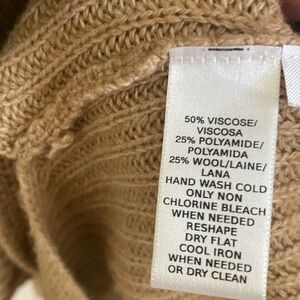 50% VISCOSE/
VISCOSA
25% POLYAMIDE/
POLYAMIDA
25% WOOL/LAINE/
LANA
HAND WASH COLD
ONLY NON
CHLORINE BLEACH
WHEN NEEDED
RESHAPE
DRY FLAT
COOL IRON
WHEN NEEDED
OR DRY CLEAN